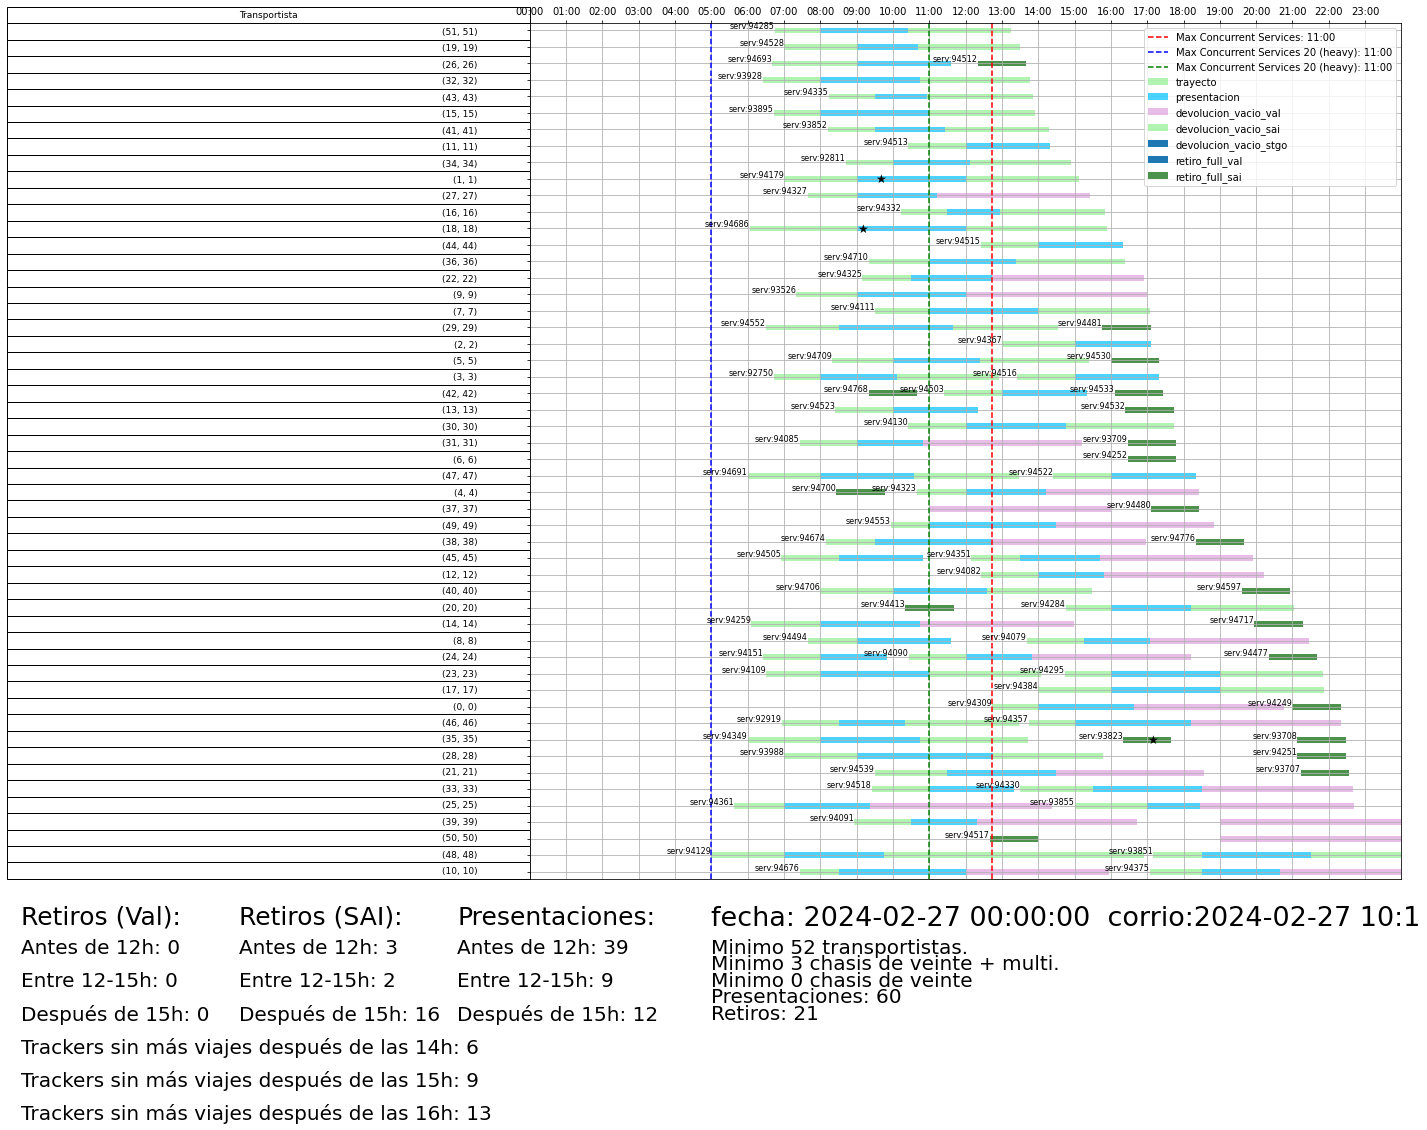 Transportista
00:00 01:00 02:00 03:00 04:00 05:00 06:00 07:00 08:00 09:00 10:00 11:00 12:00 13:00 14:00 15:00 16:00 17:00 18:00 19:00 20:00 21:00 22:00 23:00
(51, 51) serv:94285
(19, 19) serv:94528
(26, 26) serv:94693 serv:94512
(32, 32) serv:93928
(43, 43) serv:94335
(15, 15) serv:93895
(41, 41) serv:93852
(11, 11) serv:94513
(34, 34) serv:92811
(1, 1) serv:94179
(27, 27) serv:94327
(16, 16) serv:94332
(18, 18) serv:94686
(44, 44) serv:94515
(36, 36) serv:94710
(22, 22) serv:94325
(9, 9) serv:93526
(7, 7) serv:94111
(29, 29) serv:94552 serv:94481
(2, 2) serv:94367
(5, 5) serv:94709 serv:94530
(3, 3) serv:92750 serv:94516
(42, 42) serv:94768 serv:94503 serv:94533
(13, 13) serv:94523 serv:94532
(30, 30) serv:94130
(31, 31) serv:94085 serv:93709
(6, 6) serv:94252
(47, 47) serv:94691 serv:94522
(4, 4) serv:94700 serv:94323
(37, 37) serv:94480
(49, 49) serv:94553
(38, 38) serv:94674 serv:94776
(45, 45) serv:94505 serv:94351
(12, 12) serv:94082
(40, 40) serv:94706 serv:94597
(20, 20) serv:94413 serv:94284
(14, 14) serv:94259 serv:94717
(8, 8) serv:94494 serv:94079
(24, 24) serv:94151 serv:94090 serv:94477
(23, 23) serv:94109 serv:94295
(17, 17) serv:94384
(0, 0) serv:94309 serv:94249
(46, 46) serv:92919 serv:94357
(35, 35) serv:94349 serv:93823 serv:93708
(28, 28) serv:93988 serv:94251
(21, 21) serv:94539 serv:93707
(33, 33) serv:94518 serv:94330
(25, 25) serv:94361 serv:93855
(39, 39) serv:94091
(50, 50) serv:94517
(48, 48) serv:94129 serv:93851
(10, 10) serv:94676 serv:94375
Max Concurrent Services: 11:00
Max Concurrent Services 20 (heavy): 11:00
Max Concurrent Services 20 (heavy): 11:00
trayecto
presentacion
devolucion_vacio_val
devolucion_vacio_sai
devolucion_vacio_stgo
retiro_full_val
retiro_full_sai
Retiros (Val):
Antes de 12h: 0
Entre 12-15h: 0
Después de 15h: 0
Retiros (SAI):
Antes de 12h: 3
Entre 12-15h: 2
Después de 15h: 16
Presentaciones:
Antes de 12h: 39
Entre 12-15h: 9
Después de 15h: 12
Trackers sin más viajes después de las 14h: 6
Trackers sin más viajes después de las 15h: 9
Trackers sin más viajes después de las 16h: 13
fecha: 2024-02-27 00:00:00 corrio:2024-02-27 10:1
Minimo 52 transportistas.
Minimo 3 chasis de veinte + multi.
Minimo 0 chasis de veinte
Presentaciones: 60
Retiros: 21